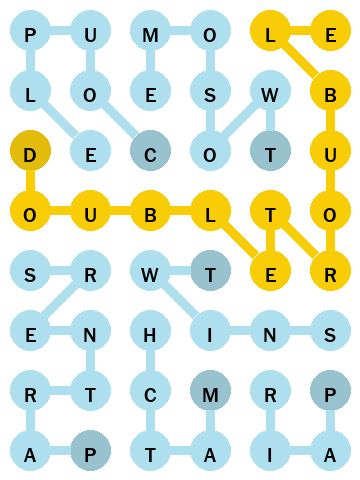 P U M O L E
L O E S W B
D E C O T U
O U B L T O
S R W T E R
E N H I N S
R T C M R P
A P T A I A